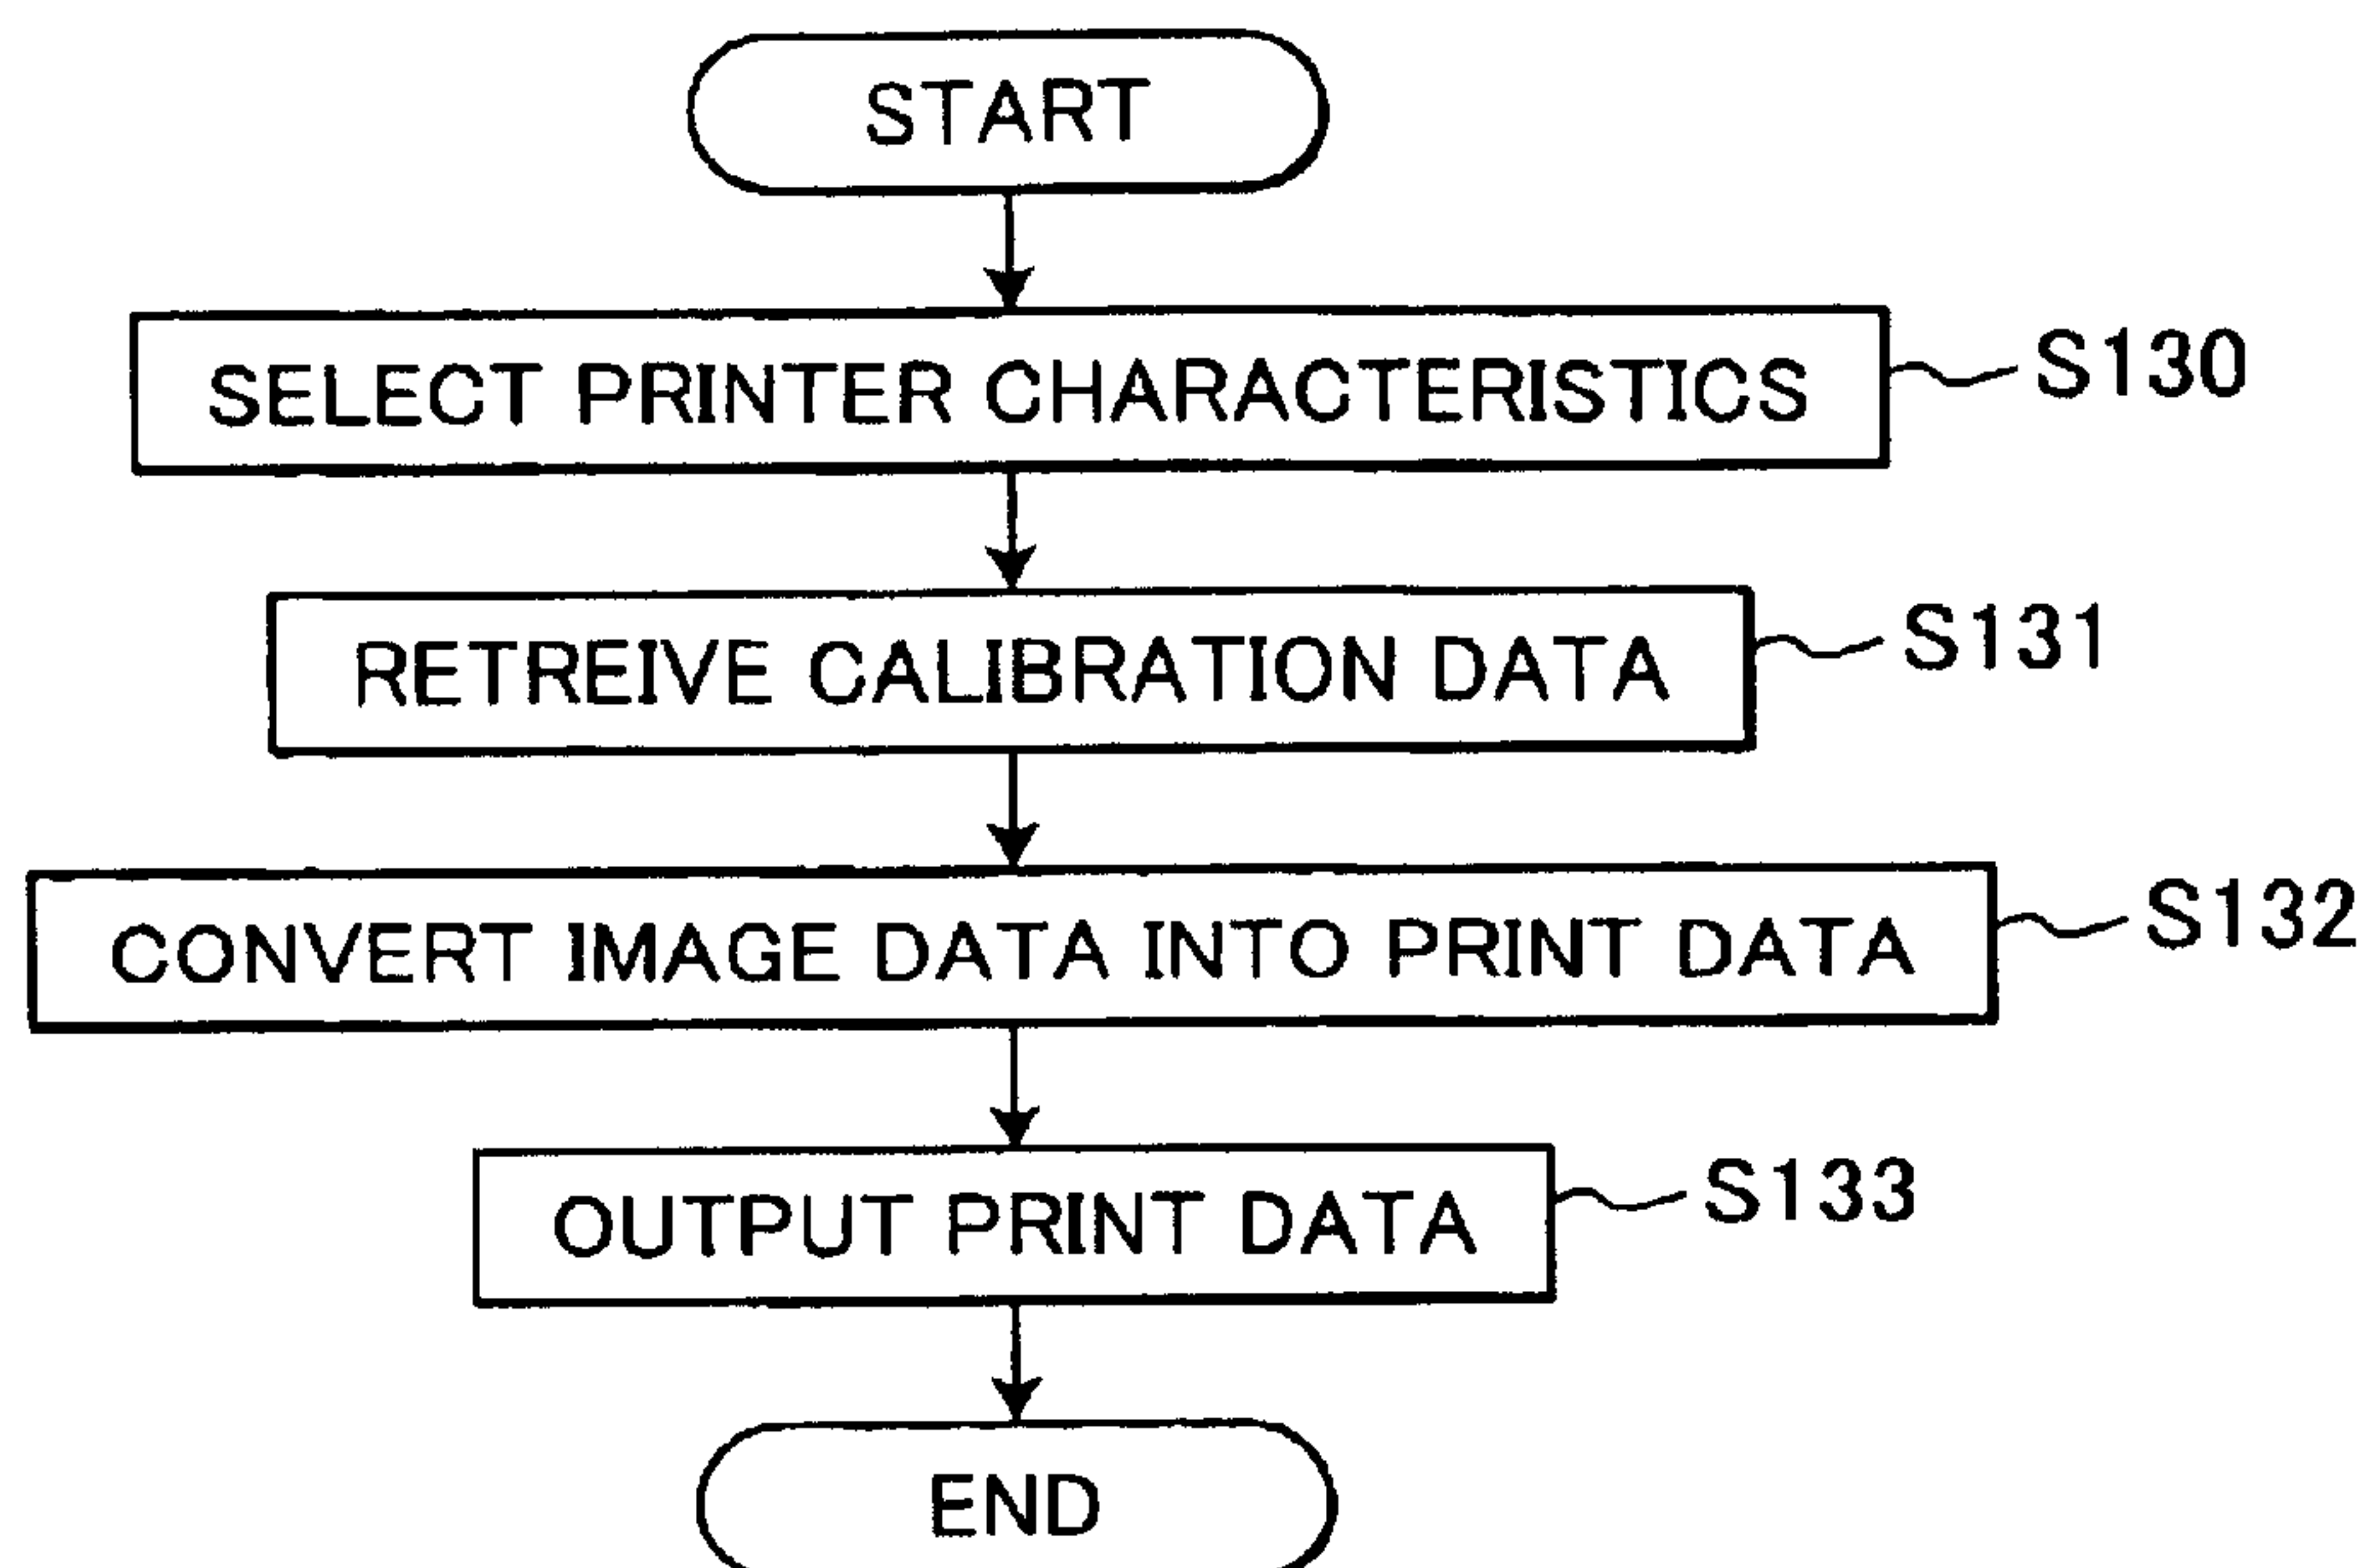 START
SELECT PRINTER CHARACTERISTICS S130
RETREIVE CALIBRATION DATA S131
CONVERT IMAGE DATA INTO PRINT DATA S132
OUTPUT PRINT DATA S133
END